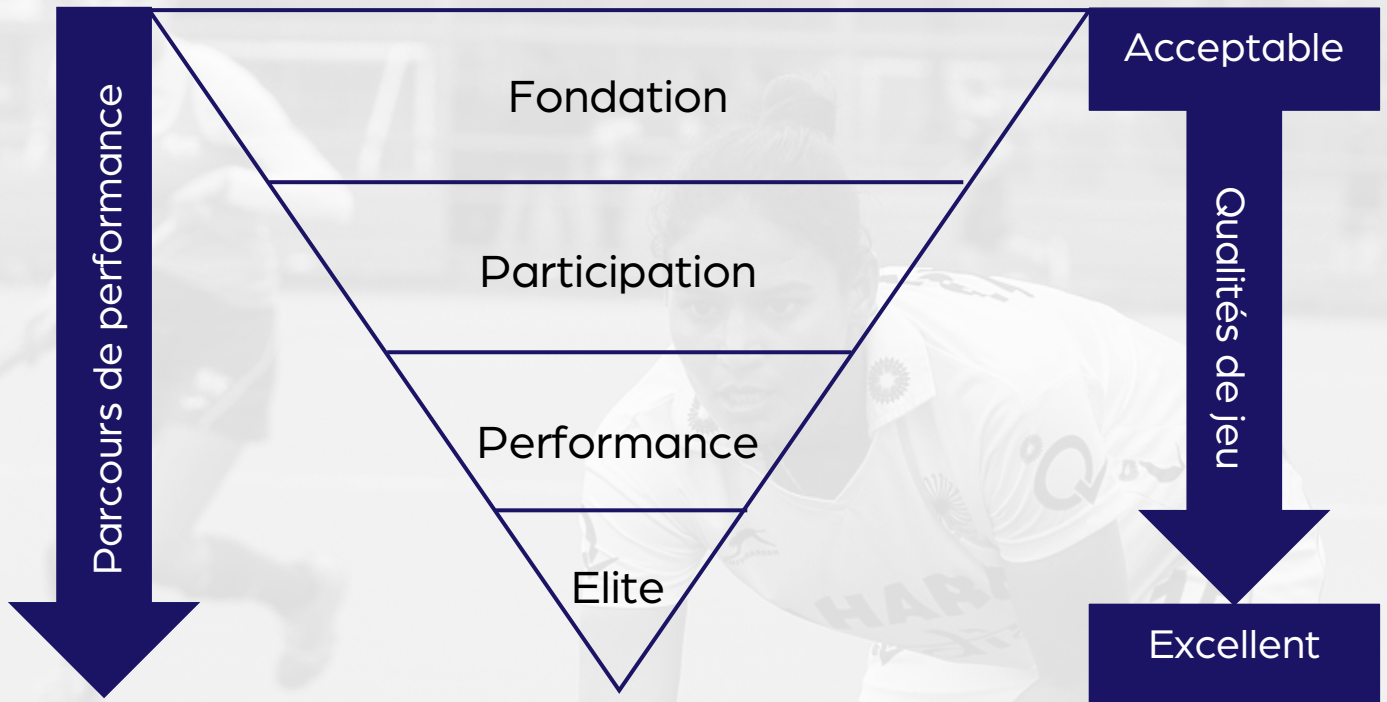 Parcours de performance
Fondation
Participation
Performance
Elite
Acceptable
Qualités de jeu
Excellent